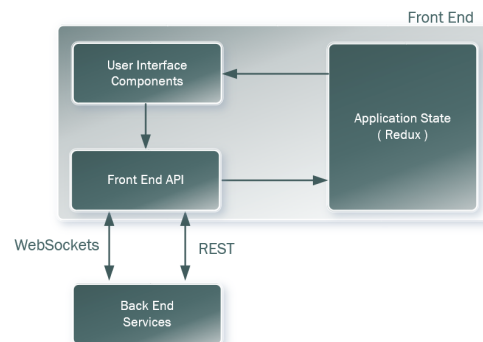 Front End
User Interface
Components
Application State
( Redux )
Front End API
WebSockets
REST
Back End
Services